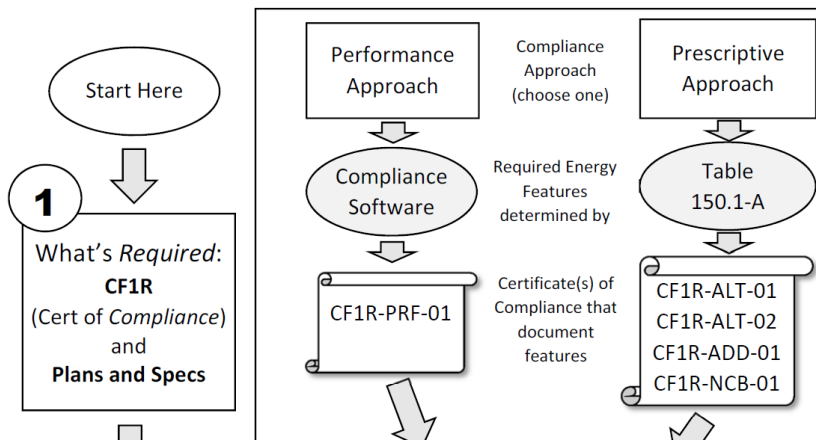 Start Here
1
What's Required:
CF1R
(Cert of Compliance)
and
Plans and Specs
Performance
Approach
Compliance
Approach
(choose one)
Prescriptive
Approach
Compliance
Software
Required Energy
Features
determined by
Table
150.1-A
CF1R-PRF-01
Certificate(s) of
Compliance that
document
features
CF1R-ALT-01
CF1R-ALT-02
CF1R-ADD-01
CF1R-NCB-01